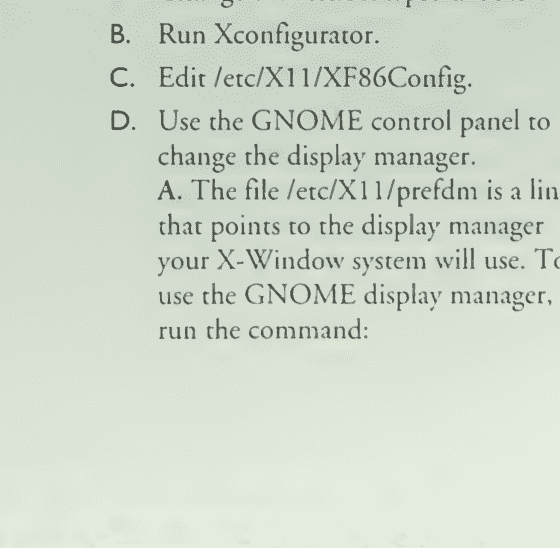 B. Run Xconfigurator.
C. Edit /etc/X11/XF86Config.
D. Use the GNOME control panel to
change the display manager.
A. The file /etc/X11/prefdm is a lin
that points to the display manager
your X-Window system will use. To
use the GNOME display manager,
run the command: